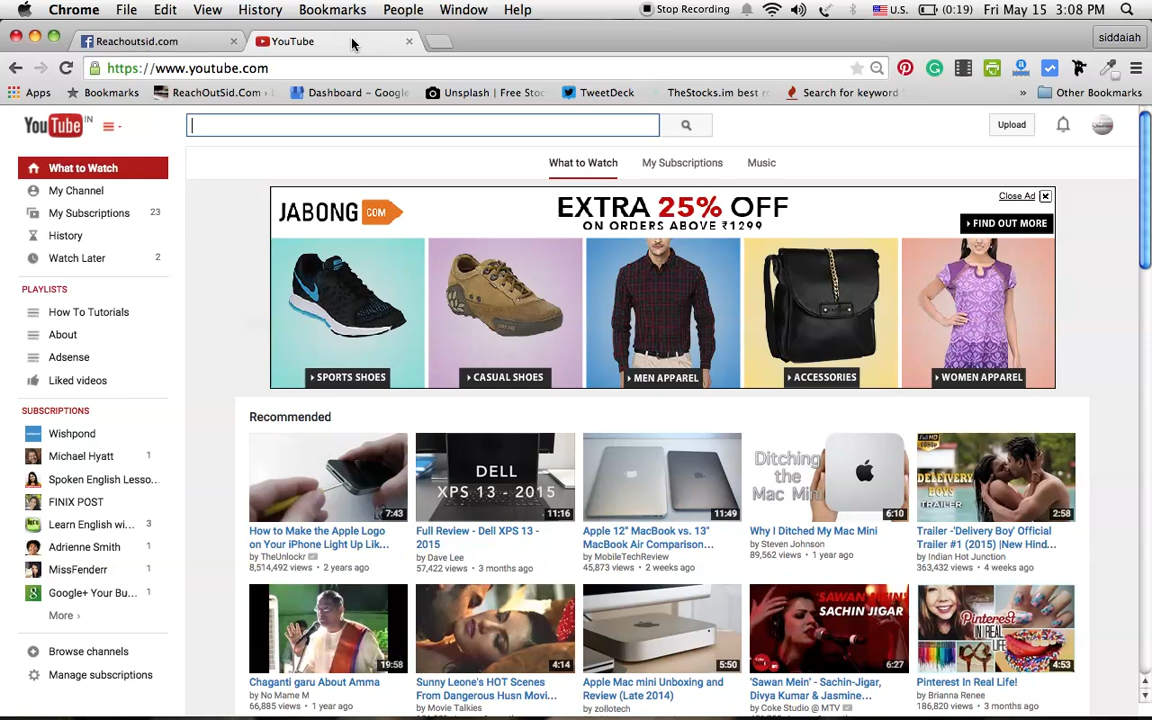 Chrome File Edit View History Bookmarks People Window Help Stop Recording U.S. (0:19) Fri May 15 3:08 PM
Reachoutsid.com YouTube siddaiah
https://www.youtube.com
Apps Bookmarks ReachOutSid.Com › Dashboard – Google Unsplash | Free Stoc TweetDeck TheStocks.im best ro Search for keyword » Other Bookmarks
YouTube IN Upload
What to Watch My Subscriptions Music
What to Watch
My Channel
My Subscriptions 23
History
Watch Later 2
PLAYLISTS
How To Tutorials
About
Adsense
Liked videos
SUBSCRIPTIONS
Wishpond
Michael Hyatt 1
Spoken English Lesso...
FINIX POST
Learn English wi... 3
Adrienne Smith 1
MissFenderr 1
Google+ Your Bu... 1
More ›
Browse channels
Manage subscriptions
Close Ad X
JABONG COM
EXTRA 25% OFF
ON ORDERS ABOVE ₹1299
FIND OUT MORE
SPORTS SHOES CASUAL SHOES MEN APPAREL ACCESSORIES WOMEN APPAREL
Recommended
7:43
How to Make the Apple Logo
on Your iPhone Light Up Lik...
by TheUnlockr
8,514,492 views • 2 years ago
DELL
XPS 13 - 2015
11:16
Full Review - Dell XPS 13 -
2015
by Dave Lee
57,422 views • 3 months ago
11:49
Apple 12" MacBook vs. 13"
MacBook Air Comparison...
by MobileTechReview
45,873 views • 2 weeks ago
Ditching
the
Mac Mini
6:10
Why I Ditched My Mac Mini
by Steven Johnson
89,562 views • 1 year ago
Full HD
1080p
DELEIVERY
BOYS
TRAILER
2:58
Trailer -'Delivery Boy' Official
Trailer #1 (2015) |New Hind...
by Indian Hot Junction
363,432 views • 4 weeks ago
19:58
Chaganti garu About Amma
by No Mame M
66,885 views • 1 year ago
4:14
Sunny Leone's HOT Scenes
From Dangerous Husn Movi...
by Movie Talkies
5:50
Apple Mac mini Unboxing and
Review (Late 2014)
by zollotech
'SAWAN MEIN'
SACHIN JIGAR
6:27
'Sawan Mein' - Sachin-Jigar,
Divya Kumar & Jasmine...
by Coke Studio @ MTV
Pinterest
IN REAL
LIFE
4:53
Pinterest In Real Life!
by Brianna Renee
186,820 views • 3 months ago